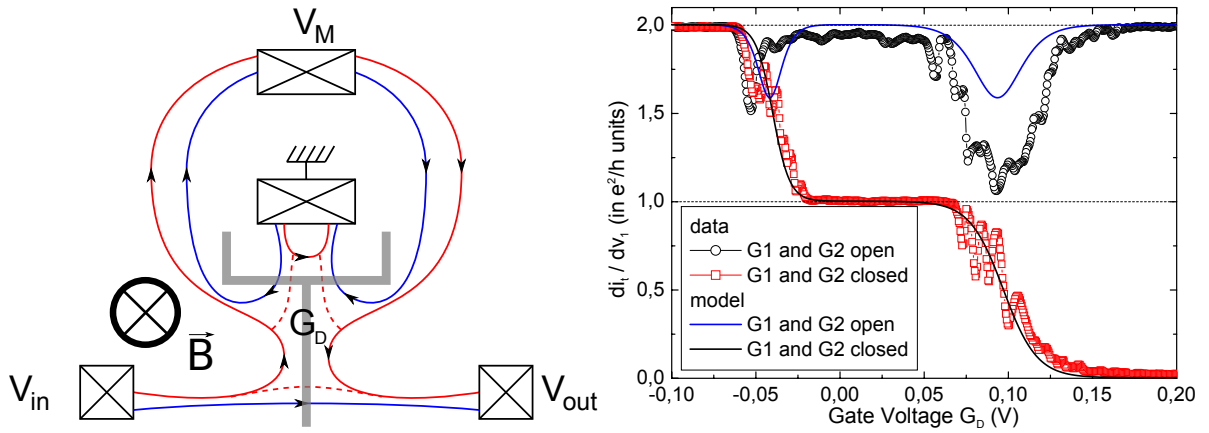 V_M
G_D
B
V_in
V_out
di_t / dv_1 (in e²/h units)
2,0
1,5
1,0
0,5
0,0
data
G1 and G2 open
G1 and G2 closed
model
G1 and G2 open
G1 and G2 closed
-0,10
-0,05
0,00
0,05
0,10
0,15
0,20
Gate Voltage G_D (V)